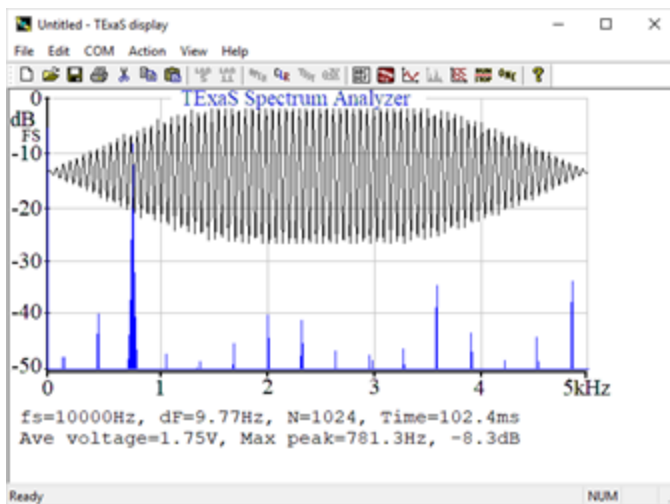 Untitled - TExaS display
File Edit COM Action View Help
TExaS Spectrum Analyzer
0
dB
FS
-10
-20
-30
-40
-50
0 1 2 3 4 5kHz
fs=10000Hz, dF=9.77Hz, N=1024, Time=102.4ms
Ave voltage=1.75V, Max peak=781.3Hz, -8.3dB
Ready NUM